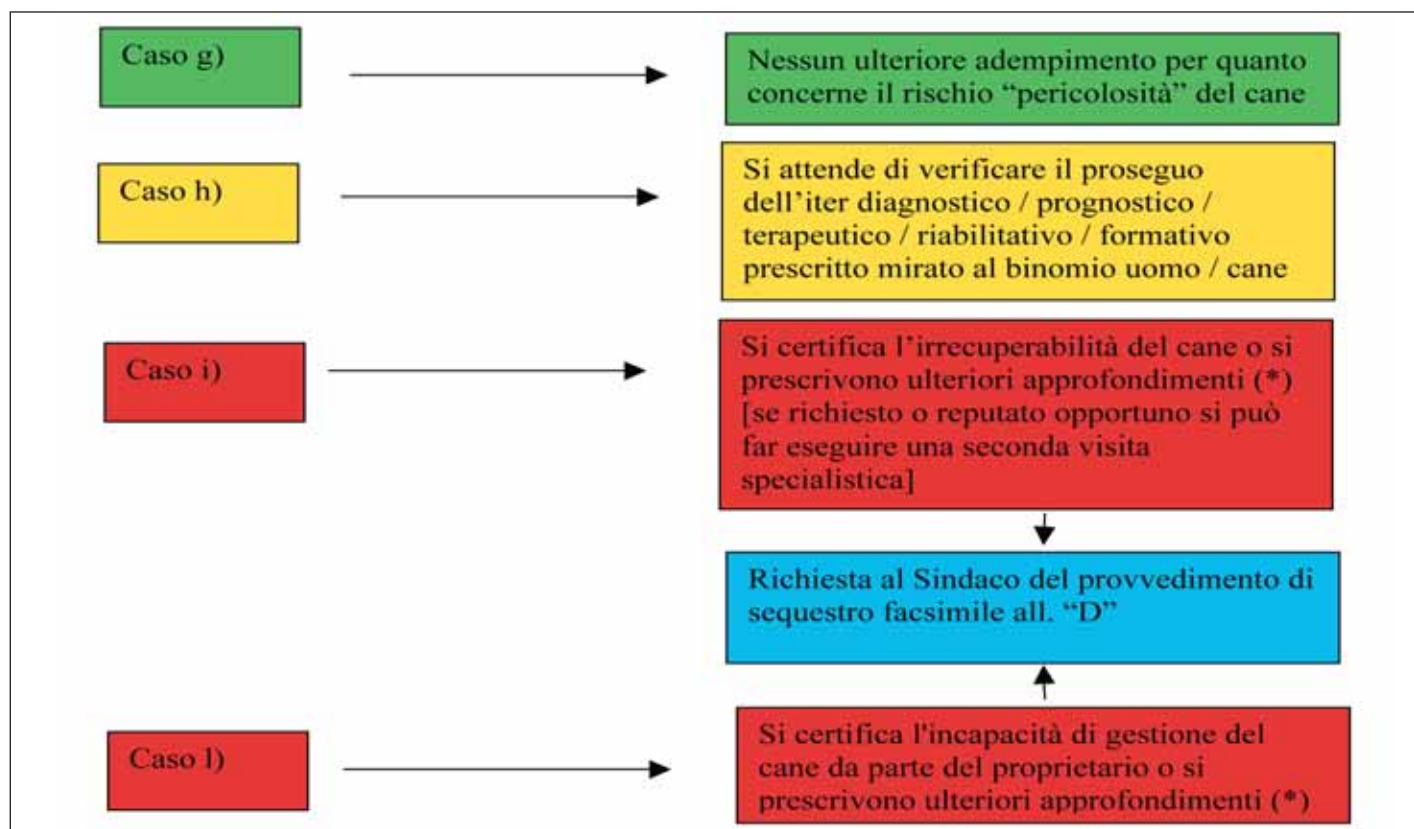 Caso g)
Nessun ulteriore adempimento per quanto
concerne il rischio “pericolosità” del cane
Caso h)
Si attende di verificare il proseguo
dell’iter diagnostico / prognostico /
terapeutico / riabilitativo / formativo
prescritto mirato al binomio uomo / cane
Caso i)
Si certifica l’irrecuperabilità del cane o si
prescrivono ulteriori approfondimenti (*)
[se richiesto o reputato opportuno si può
far eseguire una seconda visita
specialistica]
Richiesta al Sindaco del provvedimento di
sequestro facsimile all. “D”
Caso l)
Si certifica l'incapacità di gestione del
cane da parte del proprietario o si
prescrivono ulteriori approfondimenti (*)